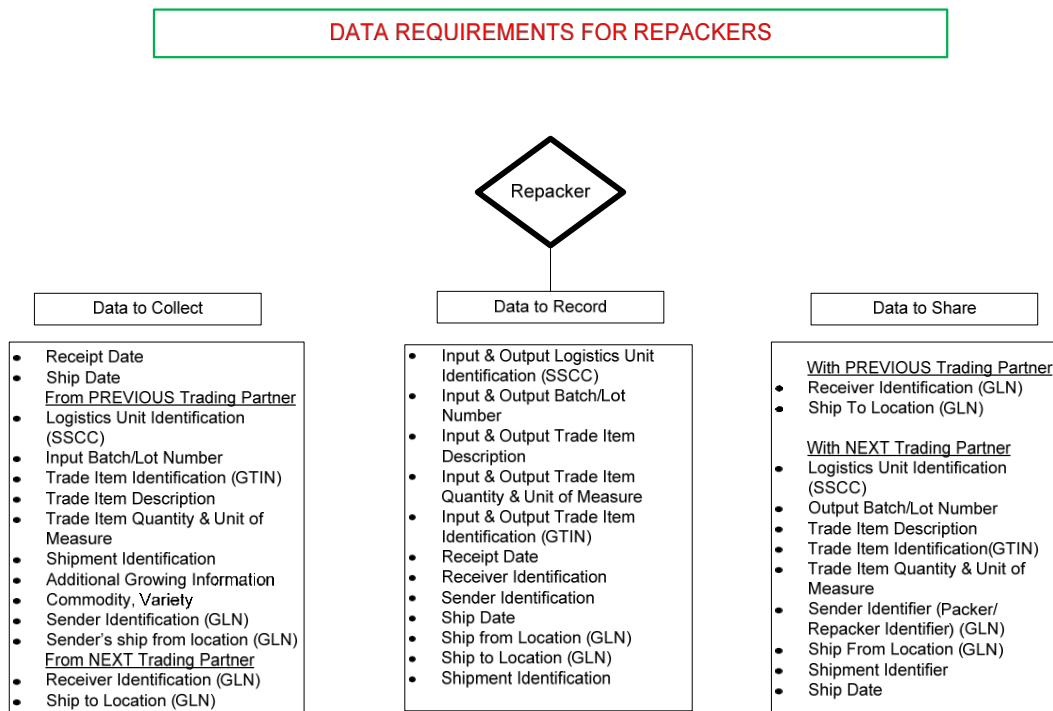 DATA REQUIREMENTS FOR REPACKERS
Repacker
Data to Collect
• Receipt Date
• Ship Date
From PREVIOUS Trading Partner
• Logistics Unit Identification
(SSCC)
• Input Batch/Lot Number
• Trade Item Identification (GTIN)
• Trade Item Description
• Trade Item Quantity & Unit of
Measure
• Shipment Identification
• Additional Growing Information
• Commodity, Variety
• Sender Identification (GLN)
• Sender's ship from location (GLN)
From NEXT Trading Partner
• Receiver Identification (GLN)
• Ship to Location (GLN)
Data to Record
• Input & Output Logistics Unit
Identification (SSCC)
• Input & Output Batch/Lot
Number
• Input & Output Trade Item
Description
• Input & Output Trade Item
Quantity & Unit of Measure
• Input & Output Trade Item
Identification (GTIN)
• Receipt Date
• Receiver Identification
• Sender Identification
• Ship Date
• Ship from Location (GLN)
• Ship to Location (GLN)
• Shipment Identification
Data to Share
With PREVIOUS Trading Partner
• Receiver Identification (GLN)
• Ship To Location (GLN)
With NEXT Trading Partner
• Logistics Unit Identification
(SSCC)
• Output Batch/Lot Number
• Trade Item Description
• Trade Item Identification(GTIN)
• Trade Item Quantity & Unit of
Measure
• Sender Identifier (Packer/
Repacker Identifier) (GLN)
• Ship From Location (GLN)
• Shipment Identifier
• Ship Date